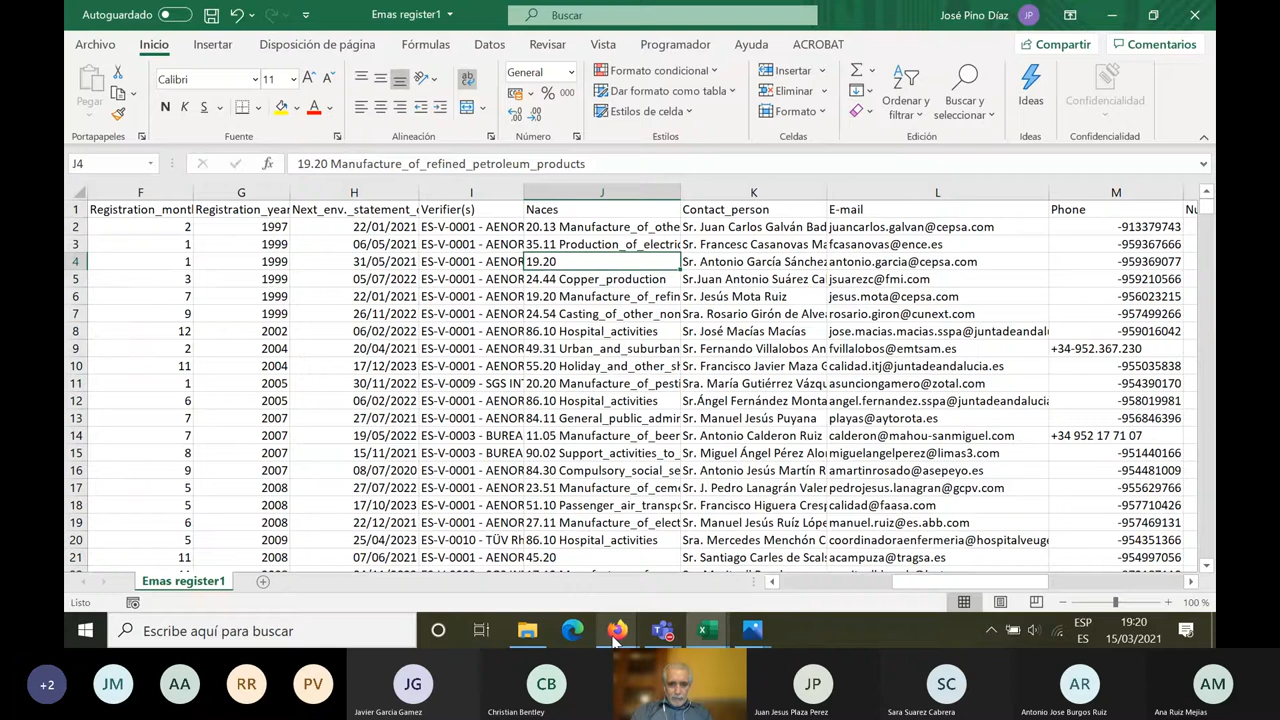 Autoguardado
Emas register1
Buscar
José Pino Díaz
JP
Archivo Inicio Insertar Disposición de página Fórmulas Datos Revisar Vista Programador Ayuda ACROBAT Compartir Comentarios
Pegar
Calibri 11
N K S
General
% 000
Formato condicional
Dar formato como tabla
Estilos de celda
Insertar
Eliminar
Formato
Ordenar y filtrar
Buscar y seleccionar
Ideas
Confidencialidad
Portapapeles Fuente Alineación Número Estilos Celdas Edición Ideas Confidencialidad
J4 fx 19.20 Manufacture_of_refined_petroleum_products
F G H I J K L M
1 Registration_mont Registration_yea Next_env._statement_ Verifier(s) Naces Contact_person E-mail Phone Nu
2 2 1997 22/01/2021 ES-V-0001 - AENOR 20.13 Manufacture_of_othe Sr. Juan Carlos Galván Bad juancarlos.galvan@cepsa.com -913379743
3 1 1999 06/05/2021 ES-V-0001 - AENOR 35.11 Production_of_electric Sr. Francesc Casanovas Ma fcasanovas@ence.es -959367666
4 1 1999 31/05/2021 ES-V-0001 - AENOR 19.20 Sr. Antonio García Sánchez antonio.garcia@cepsa.com -959369077
5 3 1999 05/07/2022 ES-V-0001 - AENOR 24.44 Copper_production Sr.Juan Antonio Suárez Ca jsuarezc@fmi.com -959210566
6 7 1999 22/01/2021 ES-V-0001 - AENOR 19.20 Manufacture_of_refin Sr. Jesús Mota Ruiz jesus.mota@cepsa.com -956023215
7 9 1999 26/11/2022 ES-V-0001 - AENOR 24.54 Casting_of_other_non Sra. Rosario Girón de Alve rosario.giron@cunext.com -957499266
8 12 2002 06/02/2022 ES-V-0001 - AENOR 86.10 Hospital_activities Sr. José Macías Macías jose.macias.macias.sspa@juntadeandalu -959016042
9 2 2004 20/04/2021 ES-V-0001 - AENOR 49.31 Urban_and_suburban Sr. Fernando Villalobos An fvillalobos@emtsam.es +34-952.367.230
10 11 2004 17/12/2023 ES-V-0001 - AENOR 55.20 Holiday_and_other_sh Sr. Francisco Javier Maza G calidad.itj@juntadeandalucia.es -955035838
11 1 2005 30/11/2022 ES-V-0009 - SGS INT 20.20 Manufacture_of_pesti Sra. María Gutiérrez Vázqu asunciongamero@zotal.com -954390170
12 6 2005 06/02/2022 ES-V-0001 - AENOR 86.10 Hospital_activities Sr.Ángel Fernández Monta angel.fernandez.sspa@juntadeandalucia -958019981
13 7 2007 27/07/2021 ES-V-0001 - AENOR 84.11 General_public_admir Sr. Manuel Jesús Puyana playas@aytorota.es -956846396
14 7 2007 19/05/2022 ES-V-0003 - BUREA 11.05 Manufacture_of_beer Sr. Antonio Calderon Ruiz calderon@mahou-sanmiguel.com +34 952 17 71 07
15 8 2007 15/11/2021 ES-V-0003 - BUREA 90.02 Support_activities_to_ Sr. Miguel Ángel Pérez Alor miguelangelperez@limas3.com -951440166
16 9 2007 08/07/2020 ES-V-0001 - AENOR 84.30 Compulsory_social_se Sr. Antonio Jesús Martín R amartinrosado@asepeyo.es -954481009
17 5 2008 27/07/2022 ES-V-0001 - AENOR 23.51 Manufacture_of_ceme Sr. J. Pedro Lanagrán Valer pedrojesus.lanagran@gcpv.com -955629766
18 5 2008 17/10/2023 ES-V-0001 - AENOR 51.10 Passenger_air_transpo Sr. Francisco Higuera Cresp calidad@faasa.com -957710426
19 6 2008 22/12/2021 ES-V-0001 - AENOR 27.11 Manufacture_of_elect Sr. Manuel Jesús Ruíz Lópe manuel.ruiz@es.abb.com -957469131
20 5 2009 25/04/2023 ES-V-0010 - TÜV Rh 86.10 Hospital_activities Sra. Mercedes Menchón C coordinadoraenfermeria@hospitalveug -954351366
21 11 2008 07/06/2021 ES-V-0001 - AENOR 45.20 Sr. Santiago Carles de Scals acampuza@tragsa.es -954997056
Emas register1
Listo
100 %
Escribe aquí para buscar
ESP
ES
19:20
15/03/2021
+2 JM AA RR PV JG CB JP SC AR AM
Javier Garcia Gamez Christian Bentley Juan Jesus Plaza Perez Sara Suarez Cabrera Antonio Jose Burgos Ruiz Ana Ruiz Mejias